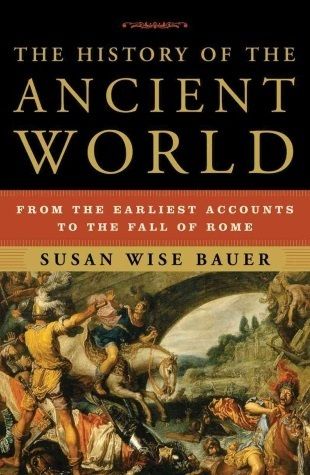 THE HISTORY OF THE
ANCIENT
WORLD
FROM THE EARLIEST ACCOUNTS
TO THE FALL OF ROME
SUSAN WISE BAUER